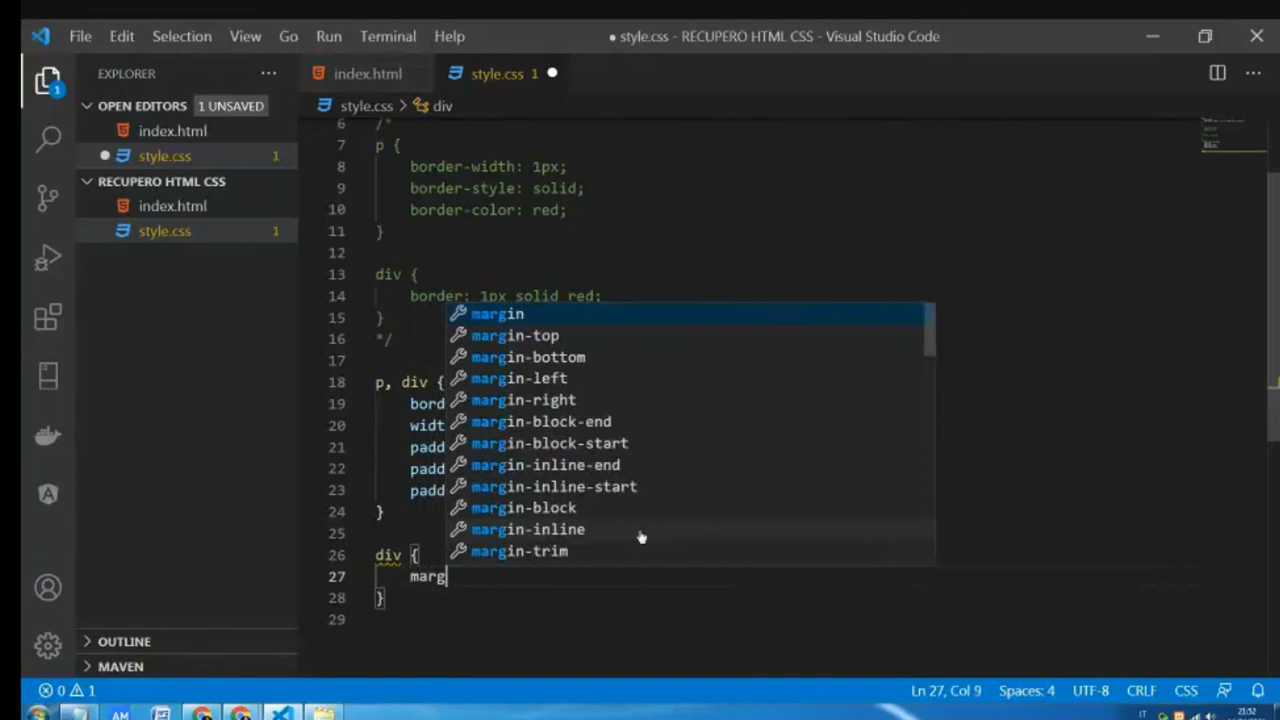 File Edit Selection View Go Run Terminal Help
● style.css - RECUPERO HTML CSS - Visual Studio Code
EXPLORER
OPEN EDITORS 1 UNSAVED
index.html
style.css 1
RECUPERO HTML CSS
index.html
style.css 1
OUTLINE
MAVEN
1
index.html style.css 1
style.css > div
6 /*
7 p {
8 border-width: 1px;
9 border-style: solid;
10 border-color: red;
11 }
12
13 div {
14 border: 1px solid red;
15 }
16 */
17
18 p, div {
19 bord
20 widt
21 padd
22 padd
23 padd
24 }
25
26 div {
27 marg
28 }
29
margin
margin-top
margin-bottom
margin-left
margin-right
margin-block-end
margin-block-start
margin-inline-end
margin-inline-start
margin-block
margin-inline
margin-trim
0 1
Ln 27, Col 9 Spaces: 4 UTF-8 CRLF CSS
AM
IT
21:52